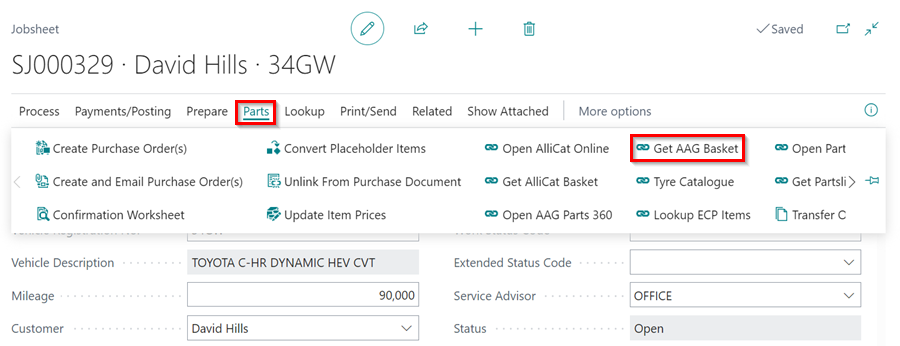 Jobsheet
Saved
SJ000329 · David Hills · 34GW
Process Payments/Posting Prepare Parts Lookup Print/Send Related Show Attached More options
Create Purchase Order(s) Convert Placeholder Items Open AlliCat Online Get AAG Basket Open Part
Create and Email Purchase Order(s) Unlink From Purchase Document Get AlliCat Basket Tyre Catalogue Get Partsli
Confirmation Worksheet Update Item Prices Open AAG Parts 360 Lookup ECP Items Transfer C
Vehicle Description TOYOTA C-HR DYNAMIC HEV CVT Extended Status Code
Mileage 90,000 Service Advisor OFFICE
Customer David Hills Status Open